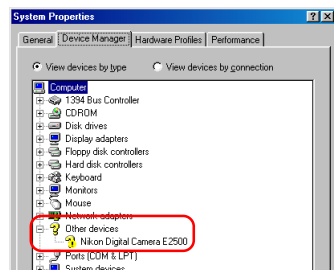 System Properties
General Device Manager Hardware Profiles Performance
View devices by type View devices by connection
Computer
1394 Bus Controller
CDROM
Disk drives
Display adapters
Floppy disk controllers
Hard disk controllers
Keyboard
Monitors
Mouse
Network adapters
Other devices
Nikon Digital Camera E2500
Ports (COM & LPT)
System devices